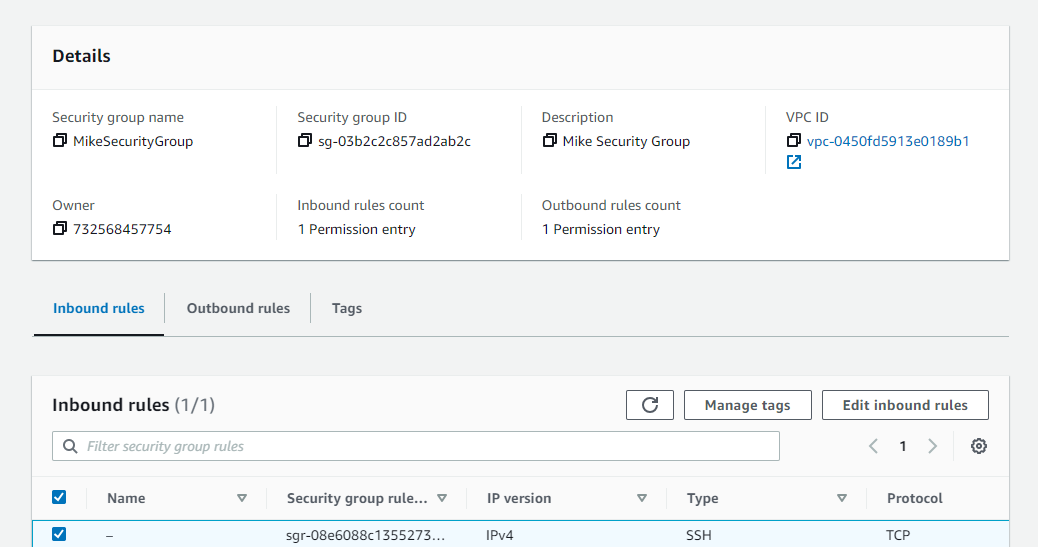 Details
Security group name
MikeSecurityGroup
Security group ID
sg-03b2c2c857ad2ab2c
Description
Mike Security Group
VPC ID
vpc-0450fd5913e0189b1
Owner
732568457754
Inbound rules count
1 Permission entry
Outbound rules count
1 Permission entry
Inbound rules Outbound rules Tags
Inbound rules (1/1)
Manage tags Edit inbound rules
Filter security group rules
1
Name Security group rule... IP version Type Protocol
– sgr-08e6088c1355273... IPv4 SSH TCP